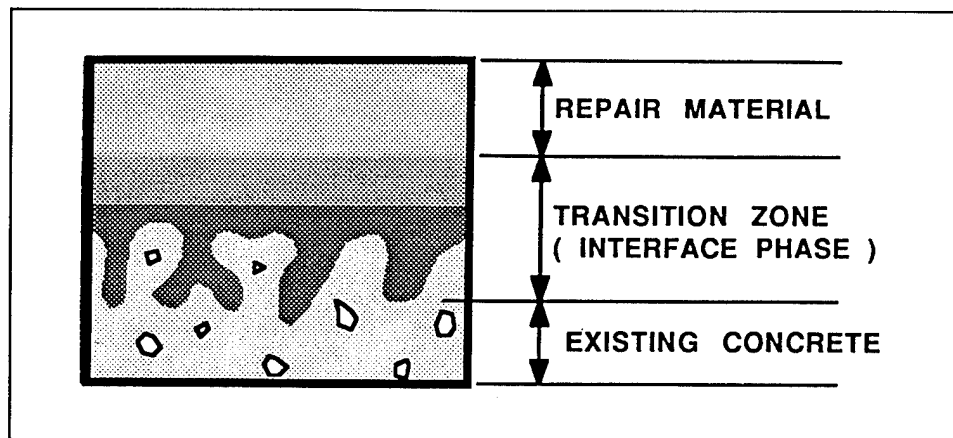 REPAIR MATERIAL
TRANSITION ZONE
( INTERFACE PHASE )
EXISTING CONCRETE